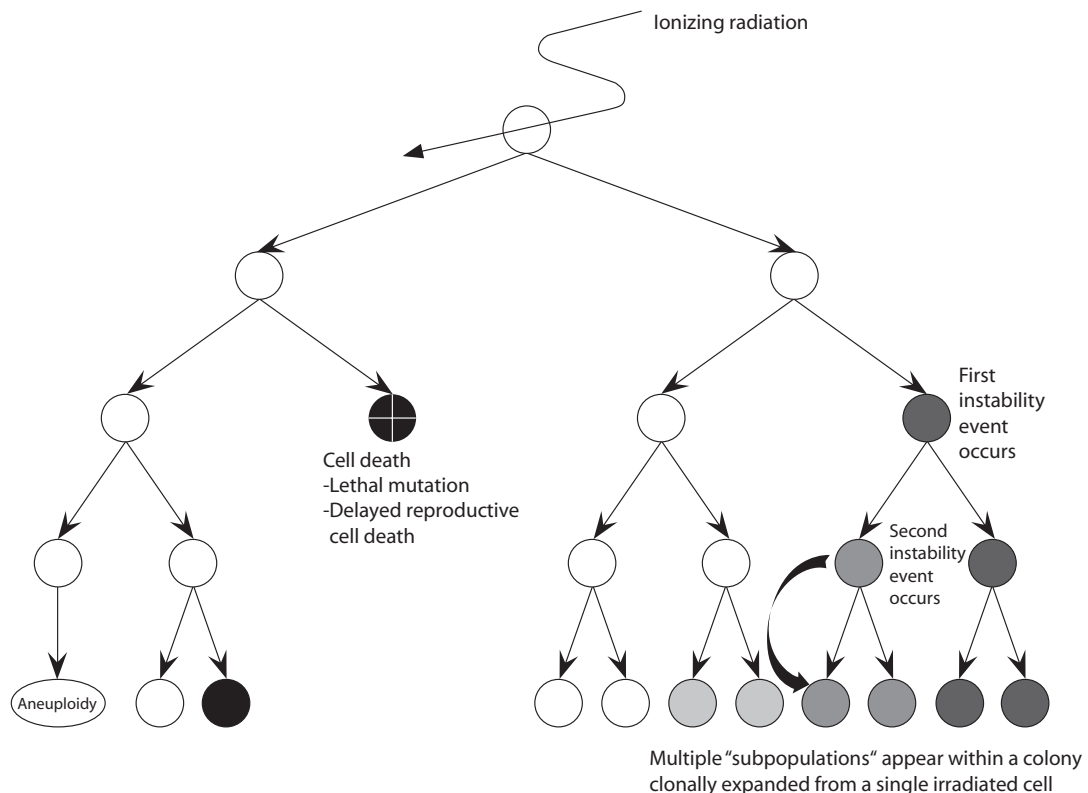 Ionizing radiation
First
instability
event
occurs
Cell death
-Lethal mutation
-Delayed reproductive
cell death
Second
instability
event
occurs
Aneuploidy
Multiple “subpopulations“ appear within a colony
clonally expanded from a single irradiated cell